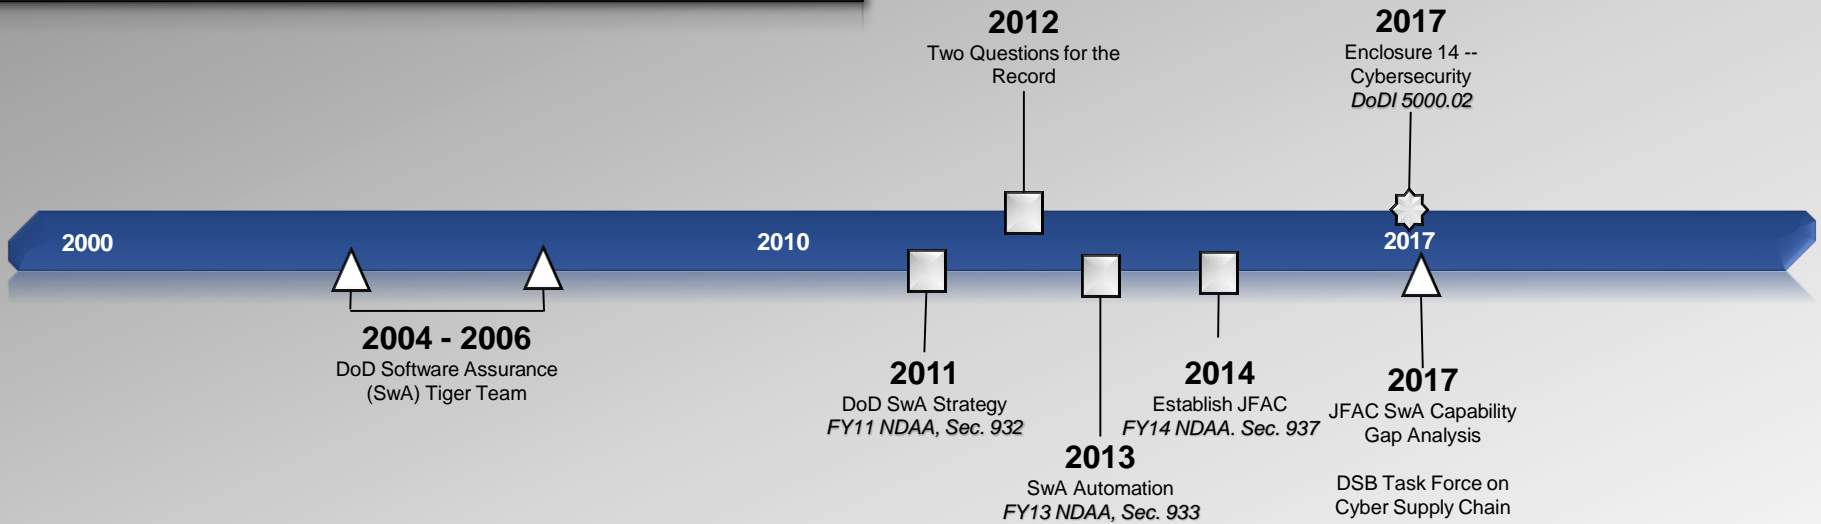 2012
Two Questions for the
Record
2017
Enclosure 14 --
Cybersecurity
DoDI 5000.02
2000
2010
2017
2004 - 2006
DoD Software Assurance
(SwA) Tiger Team
2011
DoD SwA Strategy
FY11 NDAA, Sec. 932
2013
SwA Automation
FY13 NDAA, Sec. 933
2014
Establish JFAC
FY14 NDAA. Sec. 937
2017
JFAC SwA Capability
Gap Analysis
DSB Task Force on
Cyber Supply Chain